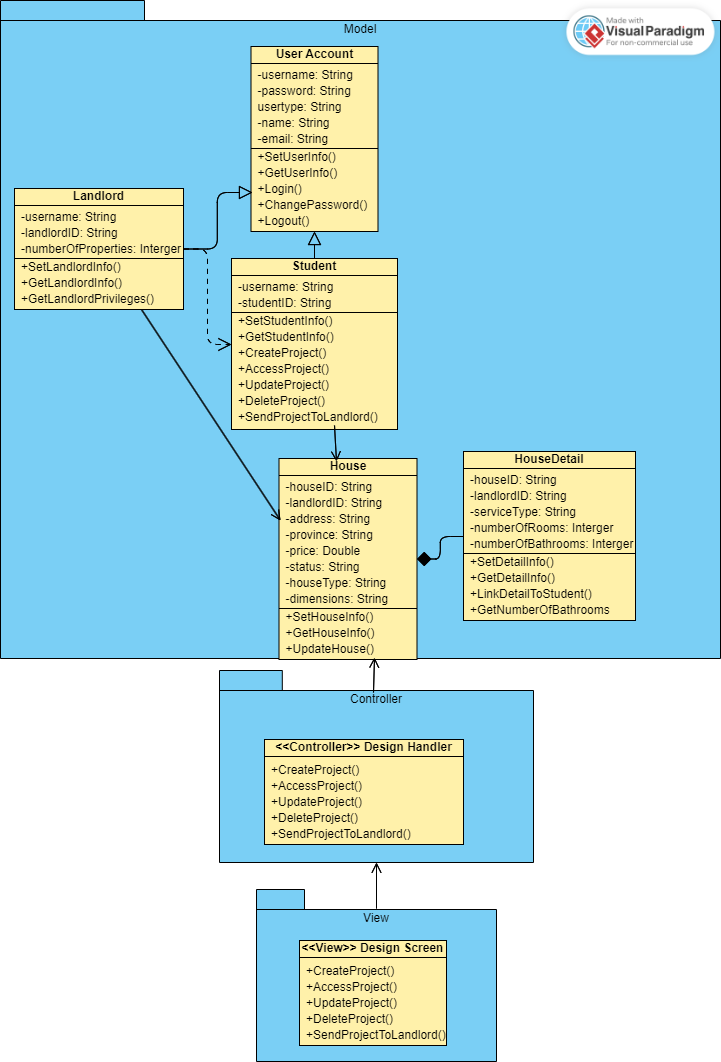 Model
Made with
Visual Paradigm
For non-commercial use
User Account
-username: String
-password: String
usertype: String
-name: String
-email: String
+SetUserInfo()
+GetUserInfo()
+Login()
+ChangePassword()
+Logout()
Landlord
-username: String
-landlordID: String
-numberOfProperties: Interger
+SetLandlordInfo()
+GetLandlordInfo()
+GetLandlordPrivileges()
Student
-username: String
-studentID: String
+SetStudentInfo()
+GetStudentInfo()
+CreateProject()
+AccessProject()
+UpdateProject()
+DeleteProject()
+SendProjectToLandlord()
House
-houseID: String
-landlordID: String
-address: String
-province: String
-price: Double
-status: String
-houseType: String
-dimensions: String
+SetHouseInfo()
+GetHouseInfo()
+UpdateHouse()
HouseDetail
-houseID: String
-landlordID: String
-serviceType: String
-numberOfRooms: Interger
-numberOfBathrooms: Interger
+SetDetailInfo()
+GetDetailInfo()
+LinkDetailToStudent()
+GetNumberOfBathrooms
Controller
<<Controller>> Design Handler
+CreateProject()
+AccessProject()
+UpdateProject()
+DeleteProject()
+SendProjectToLandlord()
View
<<View>> Design Screen
+CreateProject()
+AccessProject()
+UpdateProject()
+DeleteProject()
+SendProjectToLandlord()